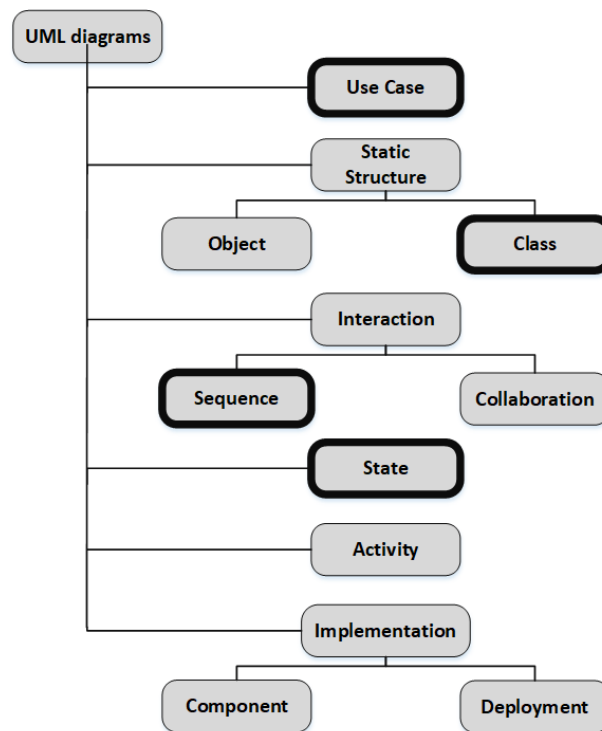 UML diagrams
Use Case
Static
Structure
Object
Class
Interaction
Sequence
Collaboration
State
Activity
Implementation
Component
Deployment